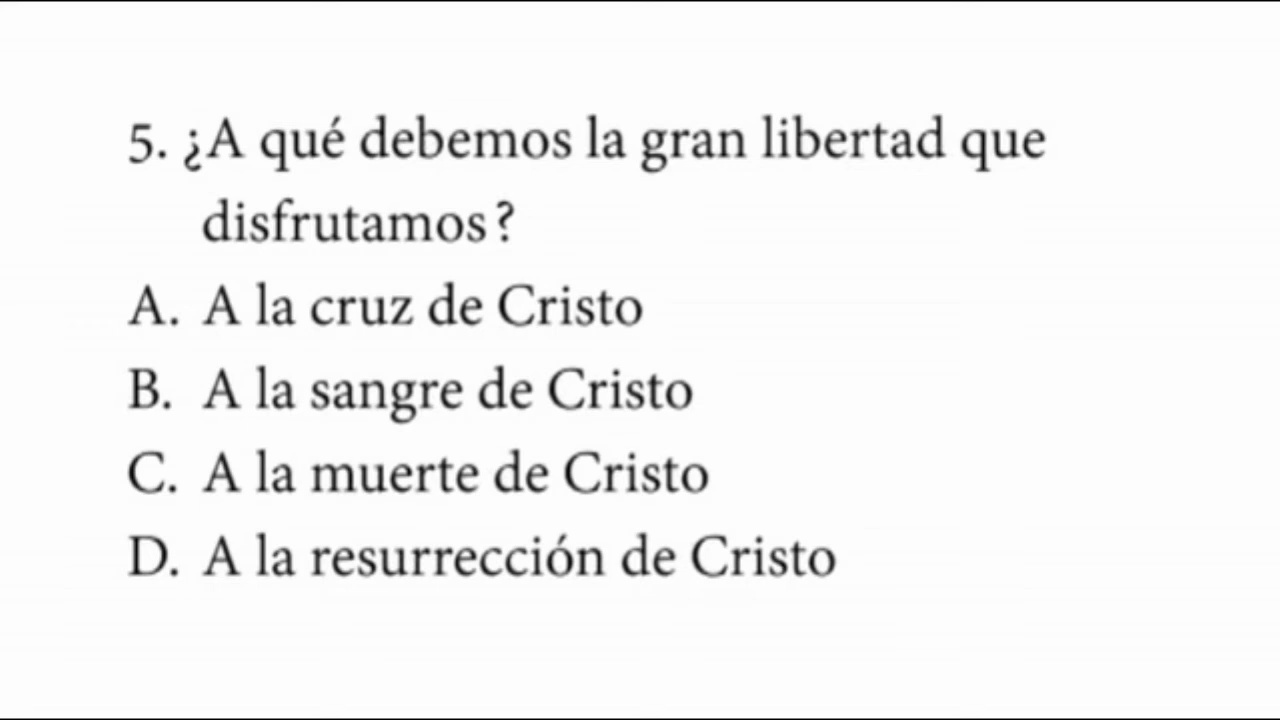 5. ¿A qué debemos la gran libertad que
disfrutamos?
A. A la cruz de Cristo
B. A la sangre de Cristo
C. A la muerte de Cristo
D. A la resurrección de Cristo